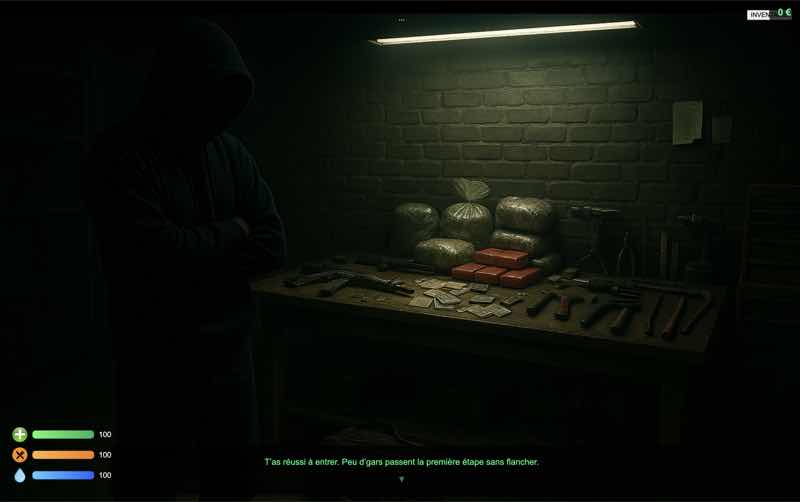 ...
INVEN
0 €
100
100
100
T'as réussi à entrer. Peu d'gars passent la première étape sans flancher.